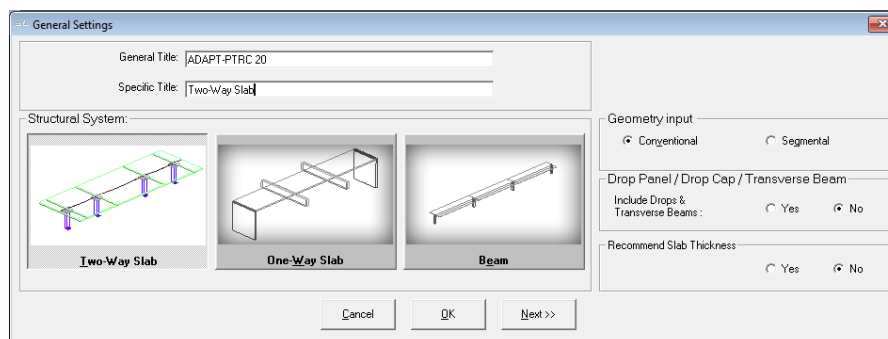 General Settings
General Title: ADAPT-PTRC 20
Specific Title: Two-Way Slab
Structural System:
Two-Way Slab
One-Way Slab
Beam
Geometry input
Conventional
Segmental
Drop Panel / Drop Cap / Transverse Beam
Include Drops &
Transverse Beams :
Yes
No
Recommend Slab Thickness
Yes
No
Cancel
OK
Next >>